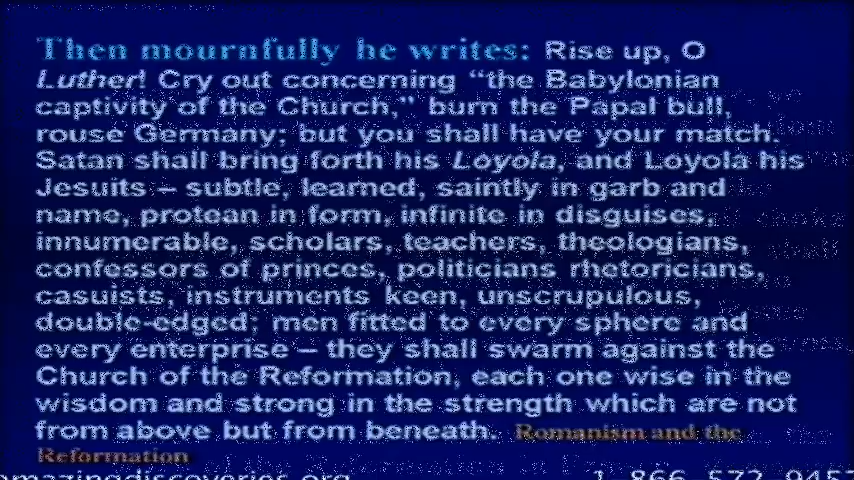 Then mournfully he writes: Rise up, O
Luther! Cry out concerning “the Babylonian
captivity of the Church,” burn the Papal bull,
rouse Germany; but you shall have your match.
Satan shall bring forth his Loyola, and Loyola his
Jesuits – subtle, learned, saintly in garb and
name, protean in form, infinite in disguises,
innumerable, scholars, teachers, theologians,
confessors of princes, politicians rhetoricians,
casuists, instruments keen, unscrupulous,
double-edged; men fitted to every sphere and
every enterprise – they shall swarm against the
Church of the Reformation, each one wise in the
wisdom and strong in the strength which are not
from above but from beneath. Romanism and the
Reformation
amazingdiscoveries.org 1-866-572-9457